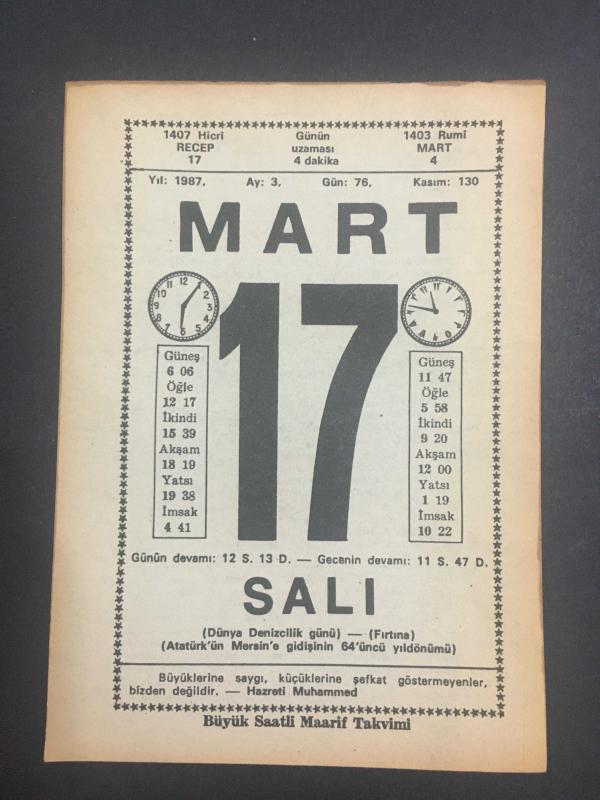 1407 Hicri Günün 1403 Rumî
RECEP uzaması MART
17 4 dakika 4
Yıl: 1987, Ay: 3, Gün: 76, Kasım: 130
MART
17
Güneş
6 06
Öğle
12 17
İkindi
15 39
Akşam
18 19
Yatsı
19 38
İmsak
4 41
Güneş
11 47
Öğle
5 58
İkindi
9 20
Akşam
12 00
Yatsı
1 19
İmsak
10 22
Günün devamı: 12 S. 13 D. — Gecenin devamı: 11 S. 47 D.
SALI
(Dünya Denizcilik günü) — (Fırtına)
(Atatürk'ün Mersin'e gidişinin 64'üncü yıldönümü)
Büyüklerine saygı, küçüklerine şefkat göstermeyenler,
bizden değildir. — Hazreti Muhammed
Büyük Saatli Maarif Takvimi